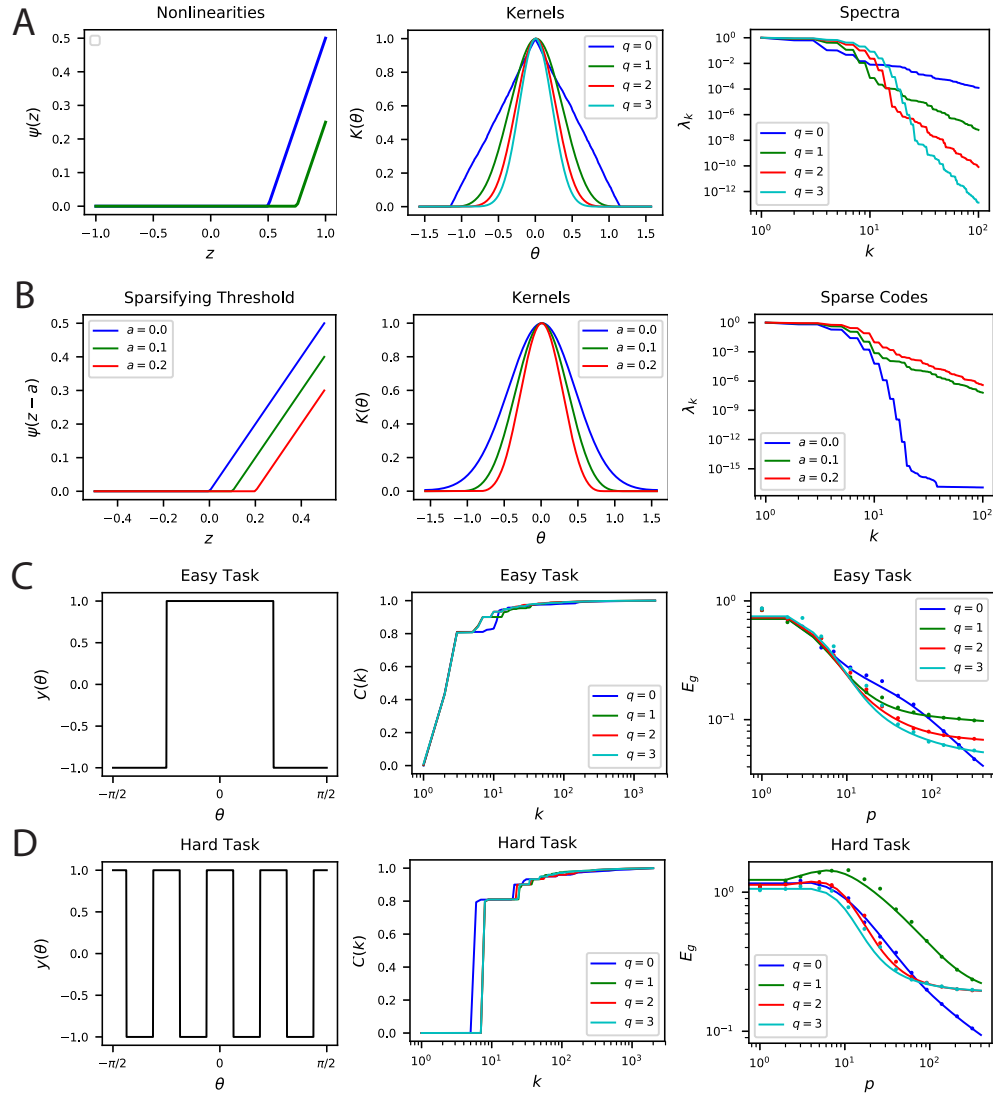 A
Nonlinearities
ψ(z)
0.5
0.4
0.3
0.2
0.1
0.0
−1.0 −0.5 0.0 0.5 1.0
z
Kernels
K(θ)
1.0
0.8
0.6
0.4
0.2
0.0
q = 0
q = 1
q = 2
q = 3
−1.5 −1.0 −0.5 0.0 0.5 1.0 1.5
θ
Spectra
λ_k
10^0
10^−2
10^−4
10^−6
10^−8
10^−10
10^−12
q = 0
q = 1
q = 2
q = 3
10^0 10^1 10^2
k
B
Sparsifying Threshold
ψ(z − a)
0.5
0.4
0.3
0.2
0.1
0.0
a = 0.0
a = 0.1
a = 0.2
−0.4 −0.2 0.0 0.2 0.4
z
Kernels
K(θ)
1.0
0.8
0.6
0.4
0.2
0.0
a = 0.0
a = 0.1
a = 0.2
−1.5 −1.0 −0.5 0.0 0.5 1.0 1.5
θ
Sparse Codes
λ_k
10^0
10^−3
10^−6
10^−9
10^−12
10^−15
a = 0.0
a = 0.1
a = 0.2
10^0 10^1 10^2
k
C
Easy Task
y(θ)
1.0
0.5
0.0
−0.5
−1.0
−π/2 0 π/2
θ
Easy Task
C(k)
1.0
0.8
0.6
0.4
0.2
0.0
q = 0
q = 1
q = 2
q = 3
10^0 10^1 10^2 10^3
k
Easy Task
E_g
10^0
10^−1
q = 0
q = 1
q = 2
q = 3
10^0 10^1 10^2
p
D
Hard Task
y(θ)
1.0
0.5
0.0
−0.5
−1.0
−π/2 0 π/2
θ
Hard Task
C(k)
1.0
0.8
0.6
0.4
0.2
0.0
q = 0
q = 1
q = 2
q = 3
10^0 10^1 10^2 10^3
k
Hard Task
E_g
10^0
10^−1
q = 0
q = 1
q = 2
q = 3
10^0 10^1 10^2
p